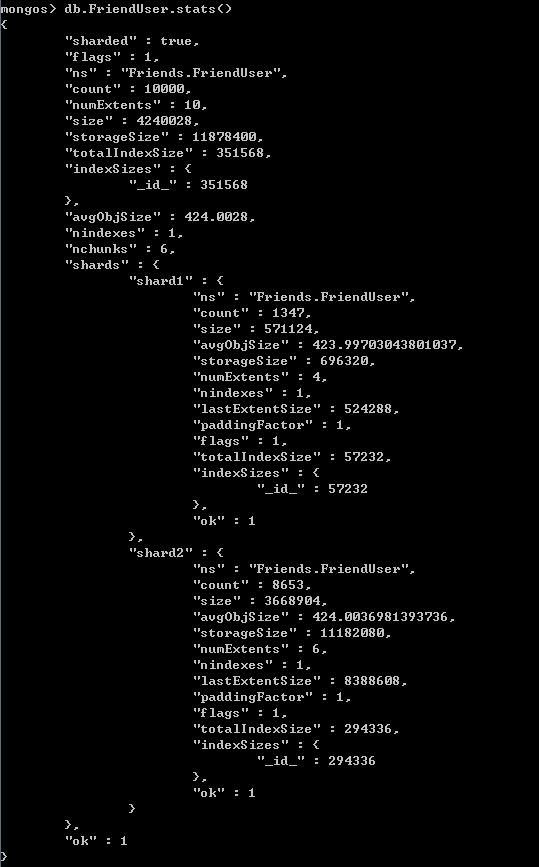 mongos> db.FriendUser.stats()
{
        "sharded" : true,
        "flags" : 1,
        "ns" : "Friends.FriendUser",
        "count" : 10000,
        "numExtents" : 10,
        "size" : 4240028,
        "storageSize" : 11878400,
        "totalIndexSize" : 351568,
        "indexSizes" : {
                "_id_" : 351568
        },
        "avgObjSize" : 424.0028,
        "nindexes" : 1,
        "nchunks" : 6,
        "shards" : {
                "shard1" : {
                        "ns" : "Friends.FriendUser",
                        "count" : 1347,
                        "size" : 571124,
                        "avgObjSize" : 423.99703043801037,
                        "storageSize" : 696320,
                        "numExtents" : 4,
                        "nindexes" : 1,
                        "lastExtentSize" : 524288,
                        "paddingFactor" : 1,
                        "flags" : 1,
                        "totalIndexSize" : 57232,
                        "indexSizes" : {
                                "_id_" : 57232
                        },
                        "ok" : 1
                },
                "shard2" : {
                        "ns" : "Friends.FriendUser",
                        "count" : 8653,
                        "size" : 3668904,
                        "avgObjSize" : 424.0036981393736,
                        "storageSize" : 11182080,
                        "numExtents" : 6,
                        "nindexes" : 1,
                        "lastExtentSize" : 8388608,
                        "paddingFactor" : 1,
                        "flags" : 1,
                        "totalIndexSize" : 294336,
                        "indexSizes" : {
                                "_id_" : 294336
                        },
                        "ok" : 1
                }
        },
        "ok" : 1
}